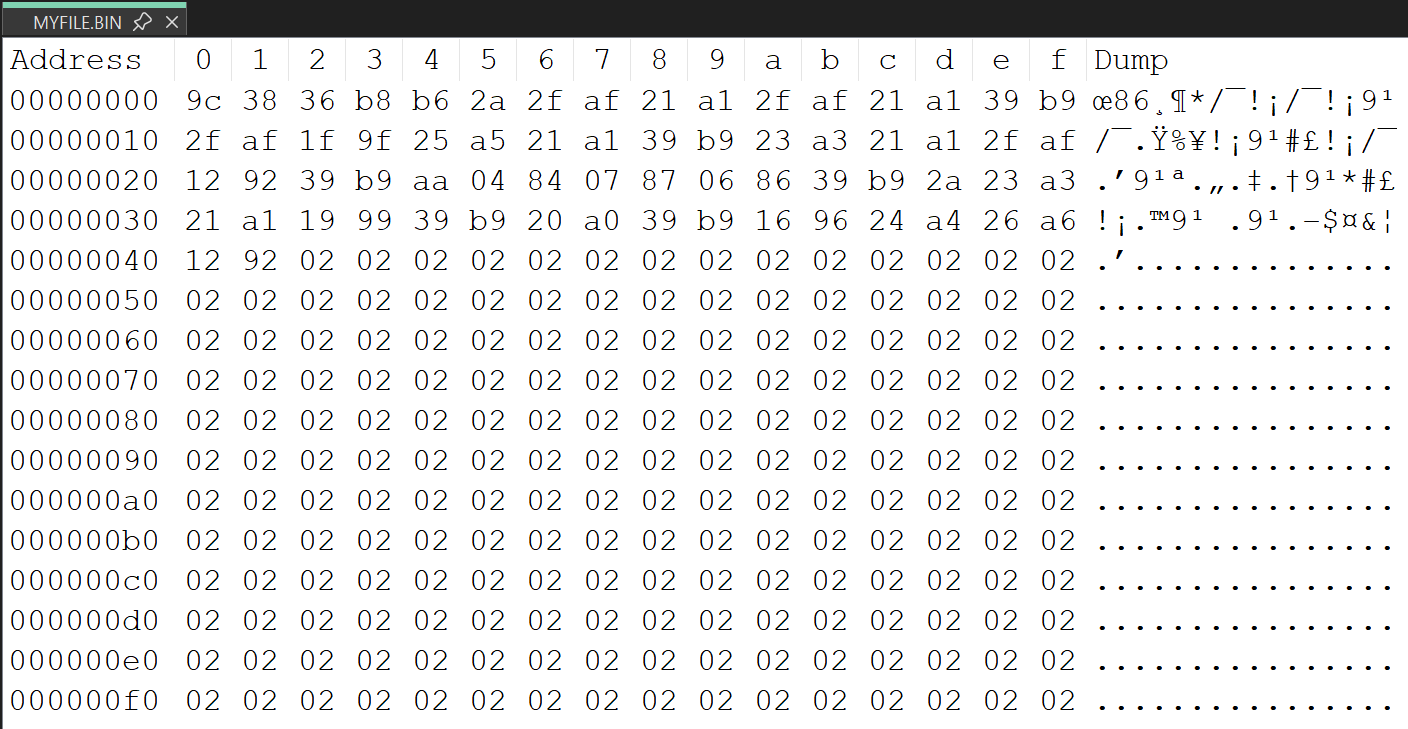 MYFILE.BIN
Address 0 1 2 3 4 5 6 7 8 9 a b c d e f Dump
00000000 9c 38 36 b8 b6 2a 2f af 21 a1 2f af 21 a1 39 b9 œ86¸¶*/¯!¡/¯!¡9¹
00000010 2f af 1f 9f 25 a5 21 a1 39 b9 23 a3 21 a1 2f af /¯.Ÿ%¥!¡9¹#£!¡/¯
00000020 12 92 39 b9 aa 04 84 07 87 06 86 39 b9 2a 23 a3 .’9¹ª.„.‡.†9¹*#£
00000030 21 a1 19 99 39 b9 20 a0 39 b9 16 96 24 a4 26 a6 !¡.™9¹ .9¹.–$¤&¦
00000040 12 92 02 02 02 02 02 02 02 02 02 02 02 02 02 02 .’..............
00000050 02 02 02 02 02 02 02 02 02 02 02 02 02 02 02 02 ................
00000060 02 02 02 02 02 02 02 02 02 02 02 02 02 02 02 02 ................
00000070 02 02 02 02 02 02 02 02 02 02 02 02 02 02 02 02 ................
00000080 02 02 02 02 02 02 02 02 02 02 02 02 02 02 02 02 ................
00000090 02 02 02 02 02 02 02 02 02 02 02 02 02 02 02 02 ................
000000a0 02 02 02 02 02 02 02 02 02 02 02 02 02 02 02 02 ................
000000b0 02 02 02 02 02 02 02 02 02 02 02 02 02 02 02 02 ................
000000c0 02 02 02 02 02 02 02 02 02 02 02 02 02 02 02 02 ................
000000d0 02 02 02 02 02 02 02 02 02 02 02 02 02 02 02 02 ................
000000e0 02 02 02 02 02 02 02 02 02 02 02 02 02 02 02 02 ................
000000f0 02 02 02 02 02 02 02 02 02 02 02 02 02 02 02 02 ................